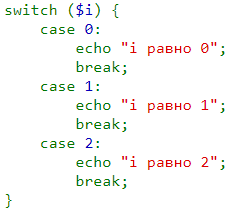 switch ($i) {
    case 0:
        echo "i равно 0";
        break;
    case 1:
        echo "i равно 1";
        break;
    case 2:
        echo "i равно 2";
        break;
}